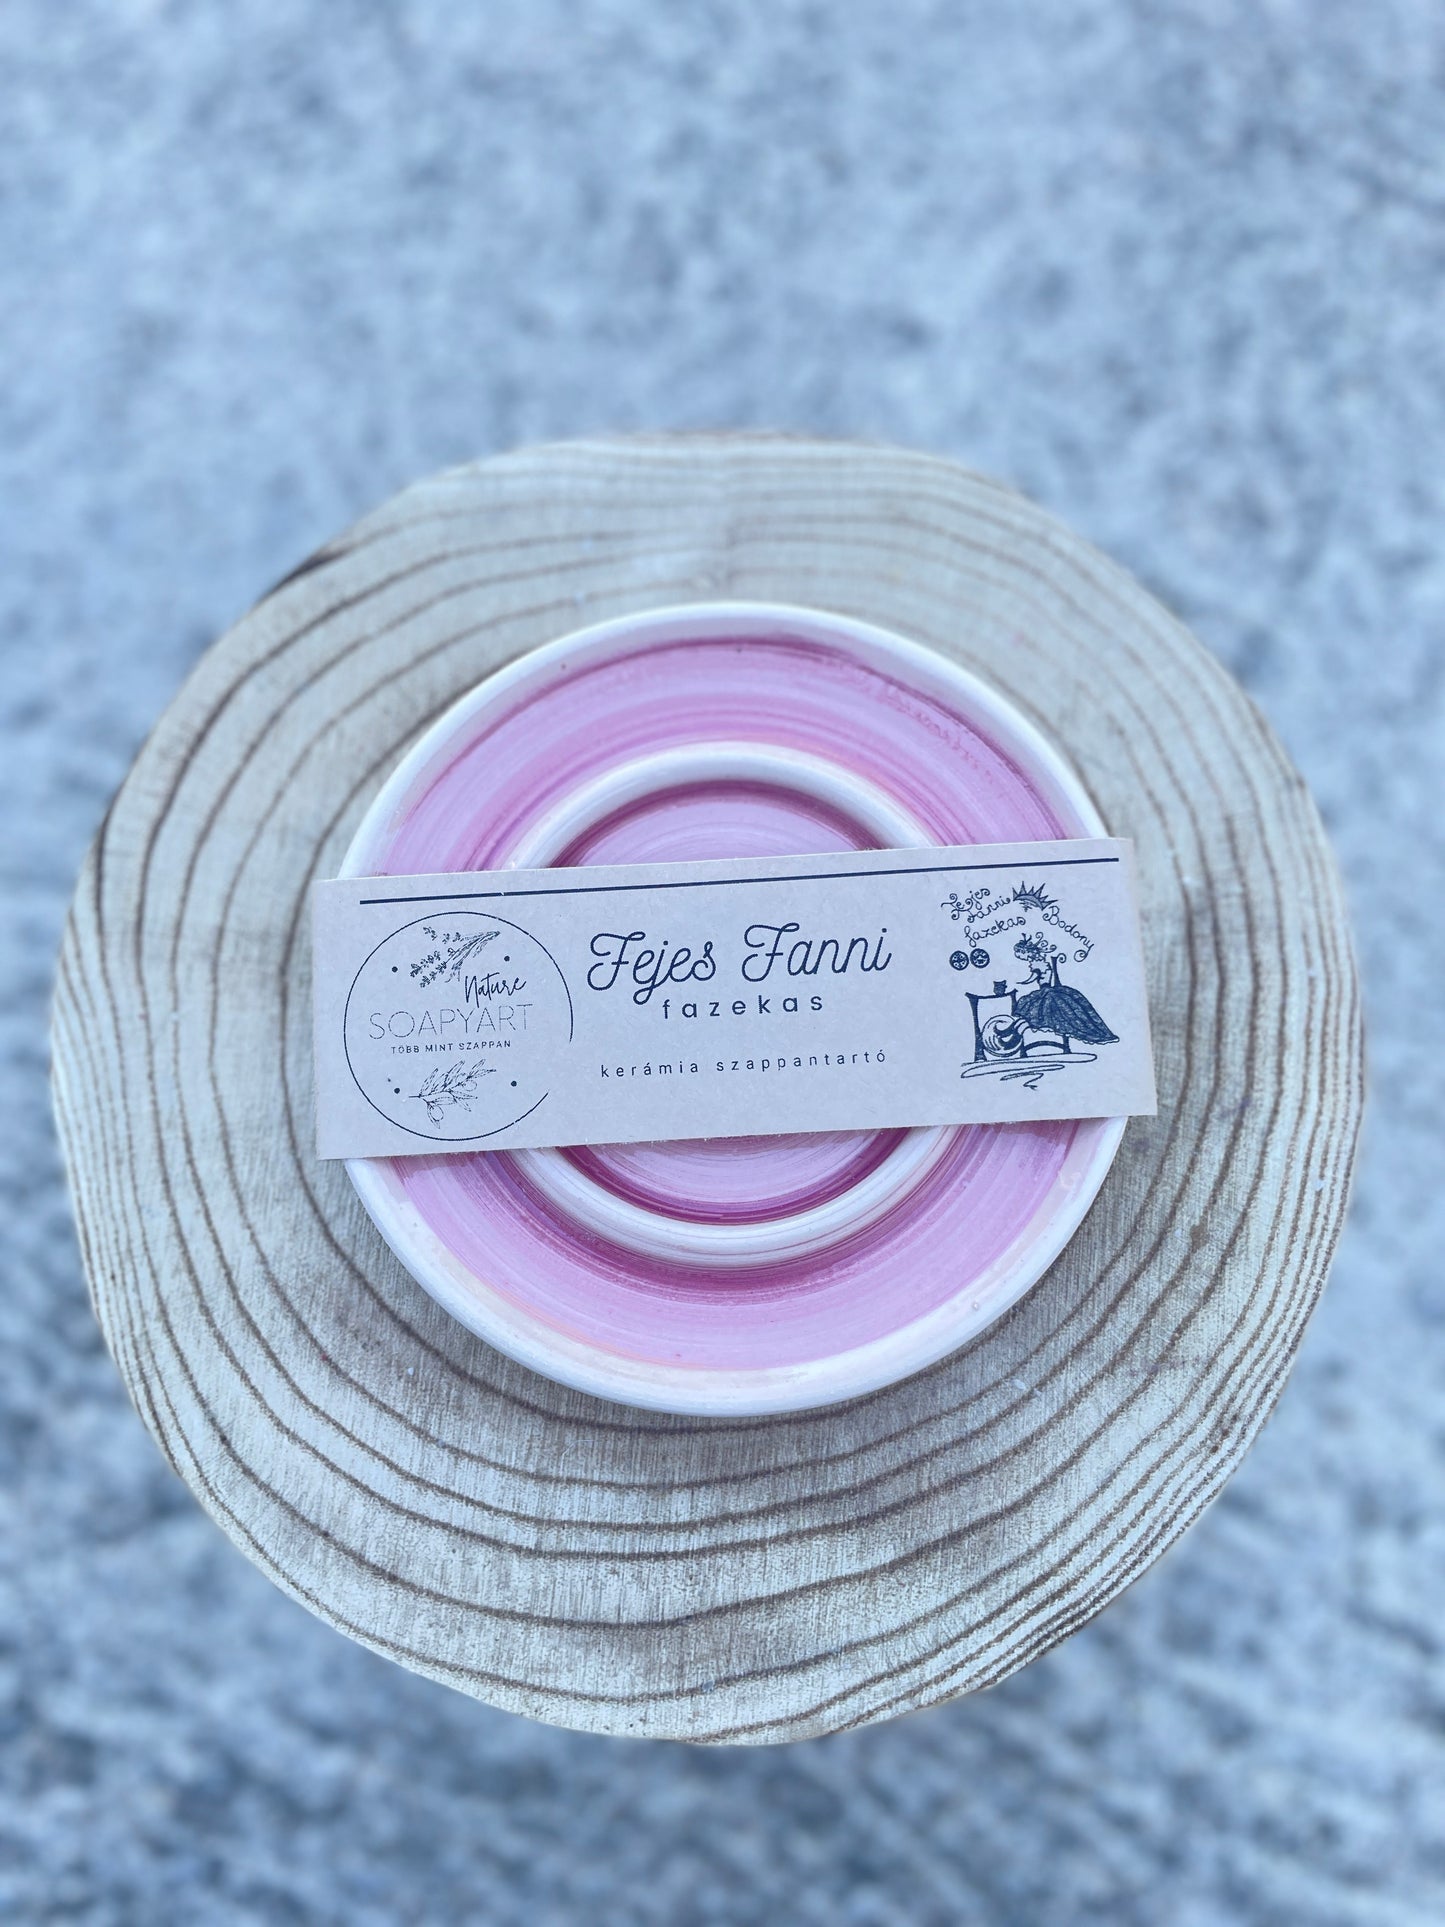 Nature
SOAPYART
TÖBB MINT SZAPPAN
Fejes Fanni
fazekas
kerámia szappantartó
Fejes
Fanni
fazekas
Bodony